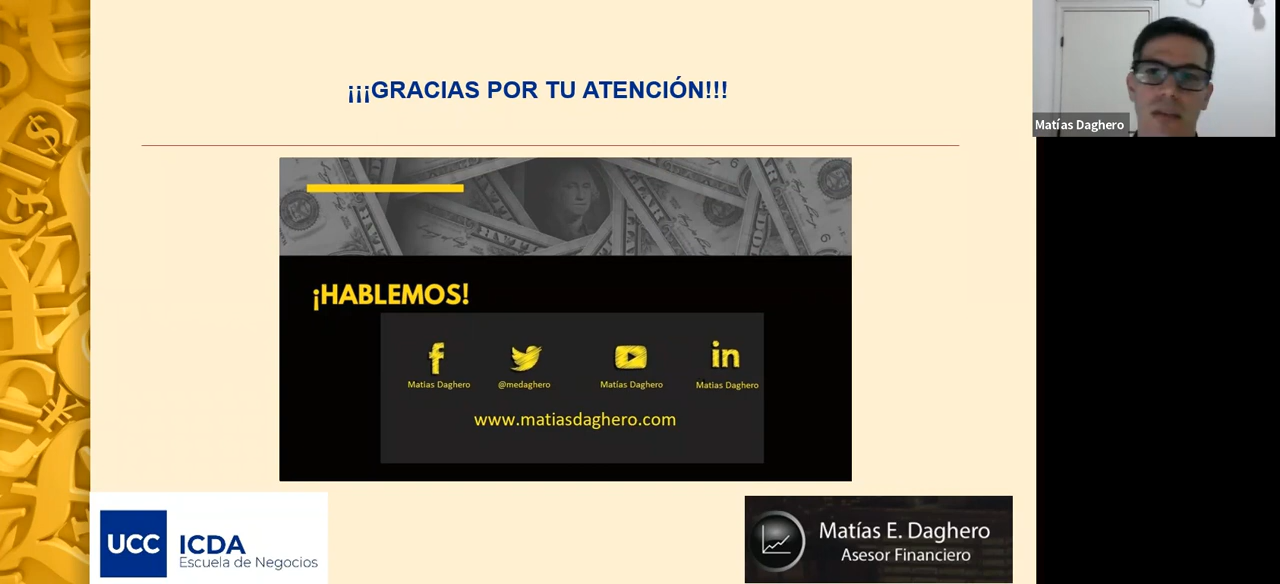 ¡¡¡GRACIAS POR TU ATENCIÓN!!!
Matías Daghero
¡HABLEMOS!
Matías Daghero
@medaghero
Matías Daghero
Matías Daghero
www.matiasdaghero.com
UCC
ICDA
Escuela de Negocios
Matías E. Daghero
Asesor Financiero